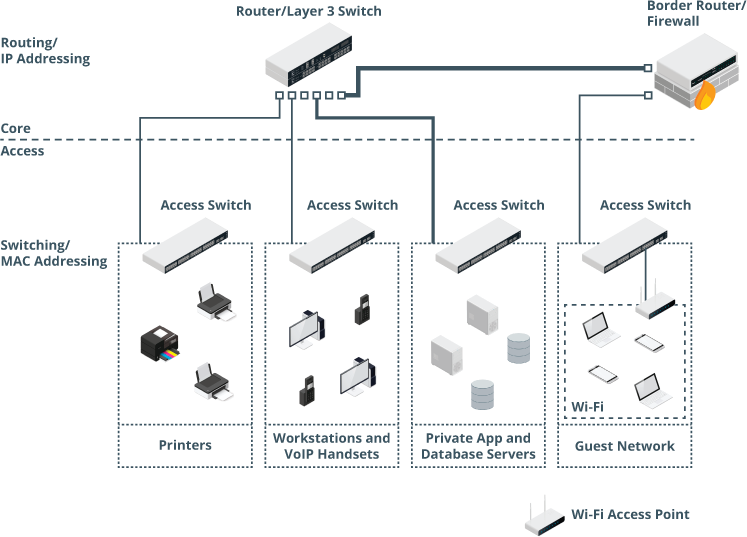 Router/Layer 3 Switch
Border Router/
Firewall
Routing/
IP Addressing
Core
Access
Access Switch
Access Switch
Access Switch
Access Switch
Switching/
MAC Addressing
Wi-Fi
Printers
Workstations and
VoIP Handsets
Private App and
Database Servers
Guest Network
Wi-Fi Access Point